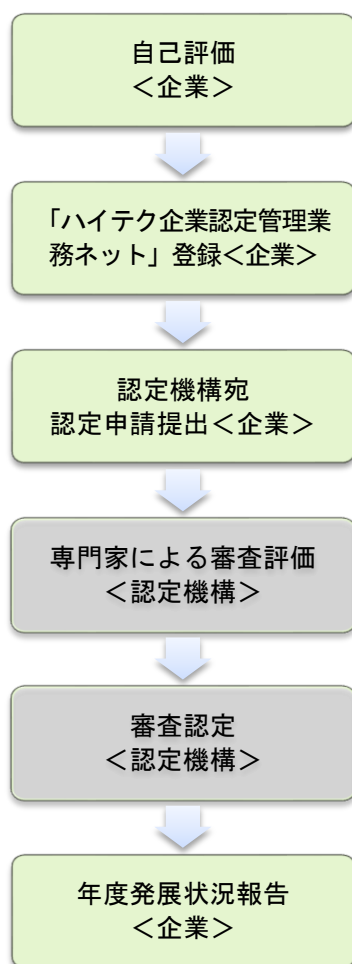 自己評価
＜企業＞
「ハイテク企業認定管理業
務ネット」登録＜企業＞
認定機構宛
認定申請提出＜企業＞
専門家による審査評価
＜認定機構＞
審査認定
＜認定機構＞
年度発展状況報告
＜企業＞